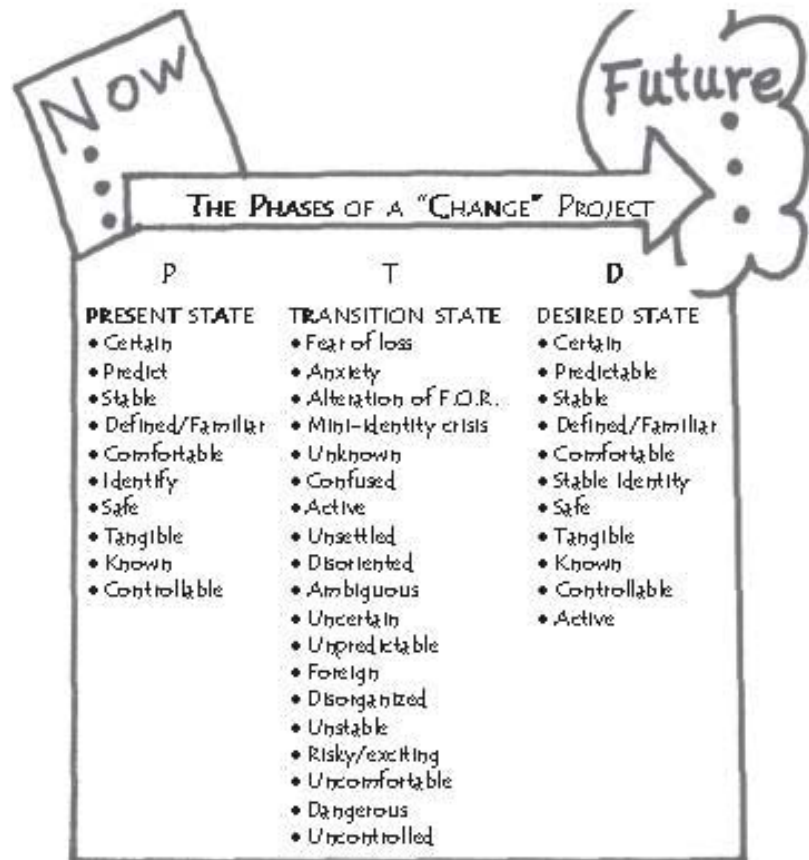 Now
Future
THE PHASES OF A "CHANGE" PROJECT
P
PRESENT STATE
• Certain
• Predict
• Stable
• Defined/Familiar
• Comfortable
• Identify
• Safe
• Tangible
• Known
• Controllable
T
TRANSITION STATE
• Fear of loss
• Anxiety
• Alteration of F.O.R.
• Mini-identity crisis
• Unknown
• Confused
• Active
• Unsettled
• Disoriented
• Ambiguous
• Uncertain
• Unpredictable
• Foreign
• Disorganized
• Unstable
• Risky/exciting
• Uncomfortable
• Dangerous
• Uncontrolled
D
DESIRED STATE
• Certain
• Predictable
• Stable
• Defined/Familiar
• Comfortable
• Stable Identity
• Safe
• Tangible
• Known
• Controllable
• Active